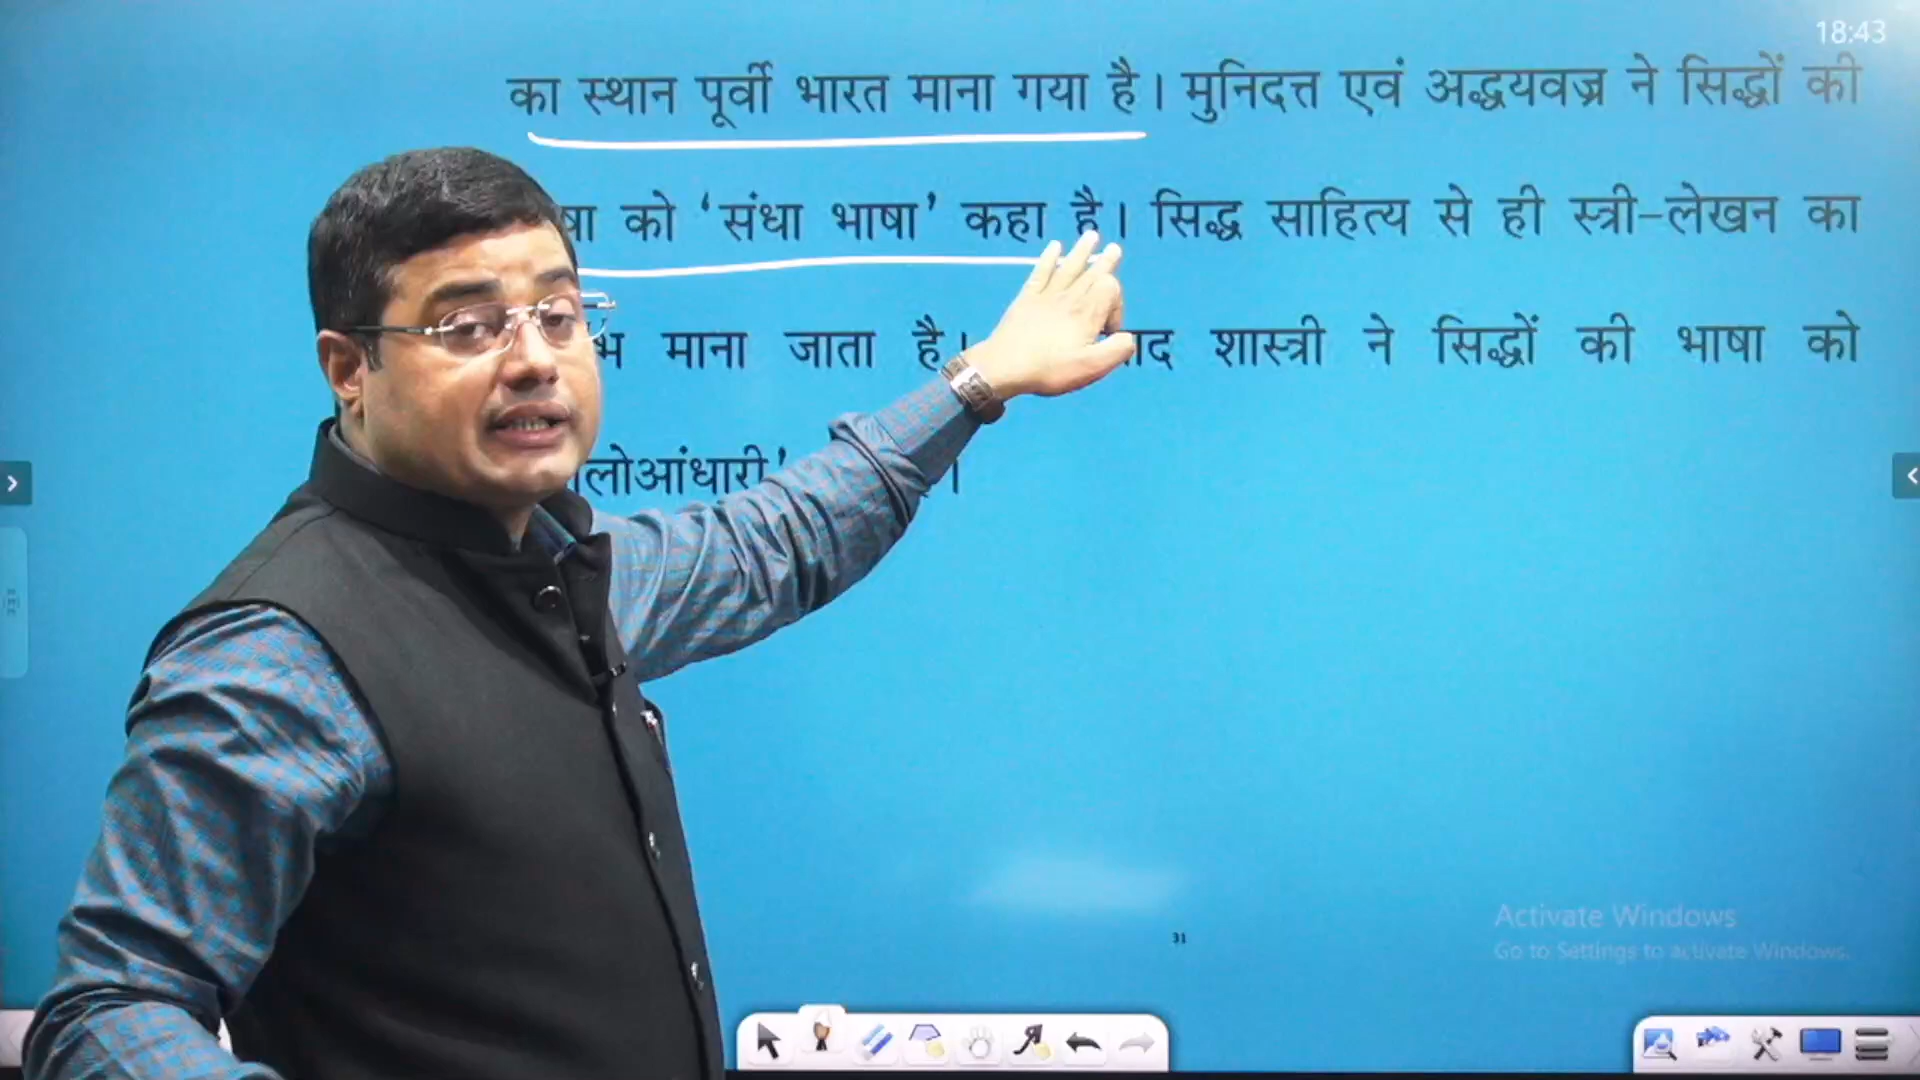 18:43
का स्थान पूर्वी भारत माना गया है। मुनिदत्त एवं अद्धयवज्र ने सिद्धों की
को ‘संधा भाषा’ कहा है। सिद्ध साहित्य से ही स्त्री-लेखन का
माना जाता है। शास्त्री ने सिद्धों की भाषा को
31
Activate Windows
Go to Settings to activate Windows.